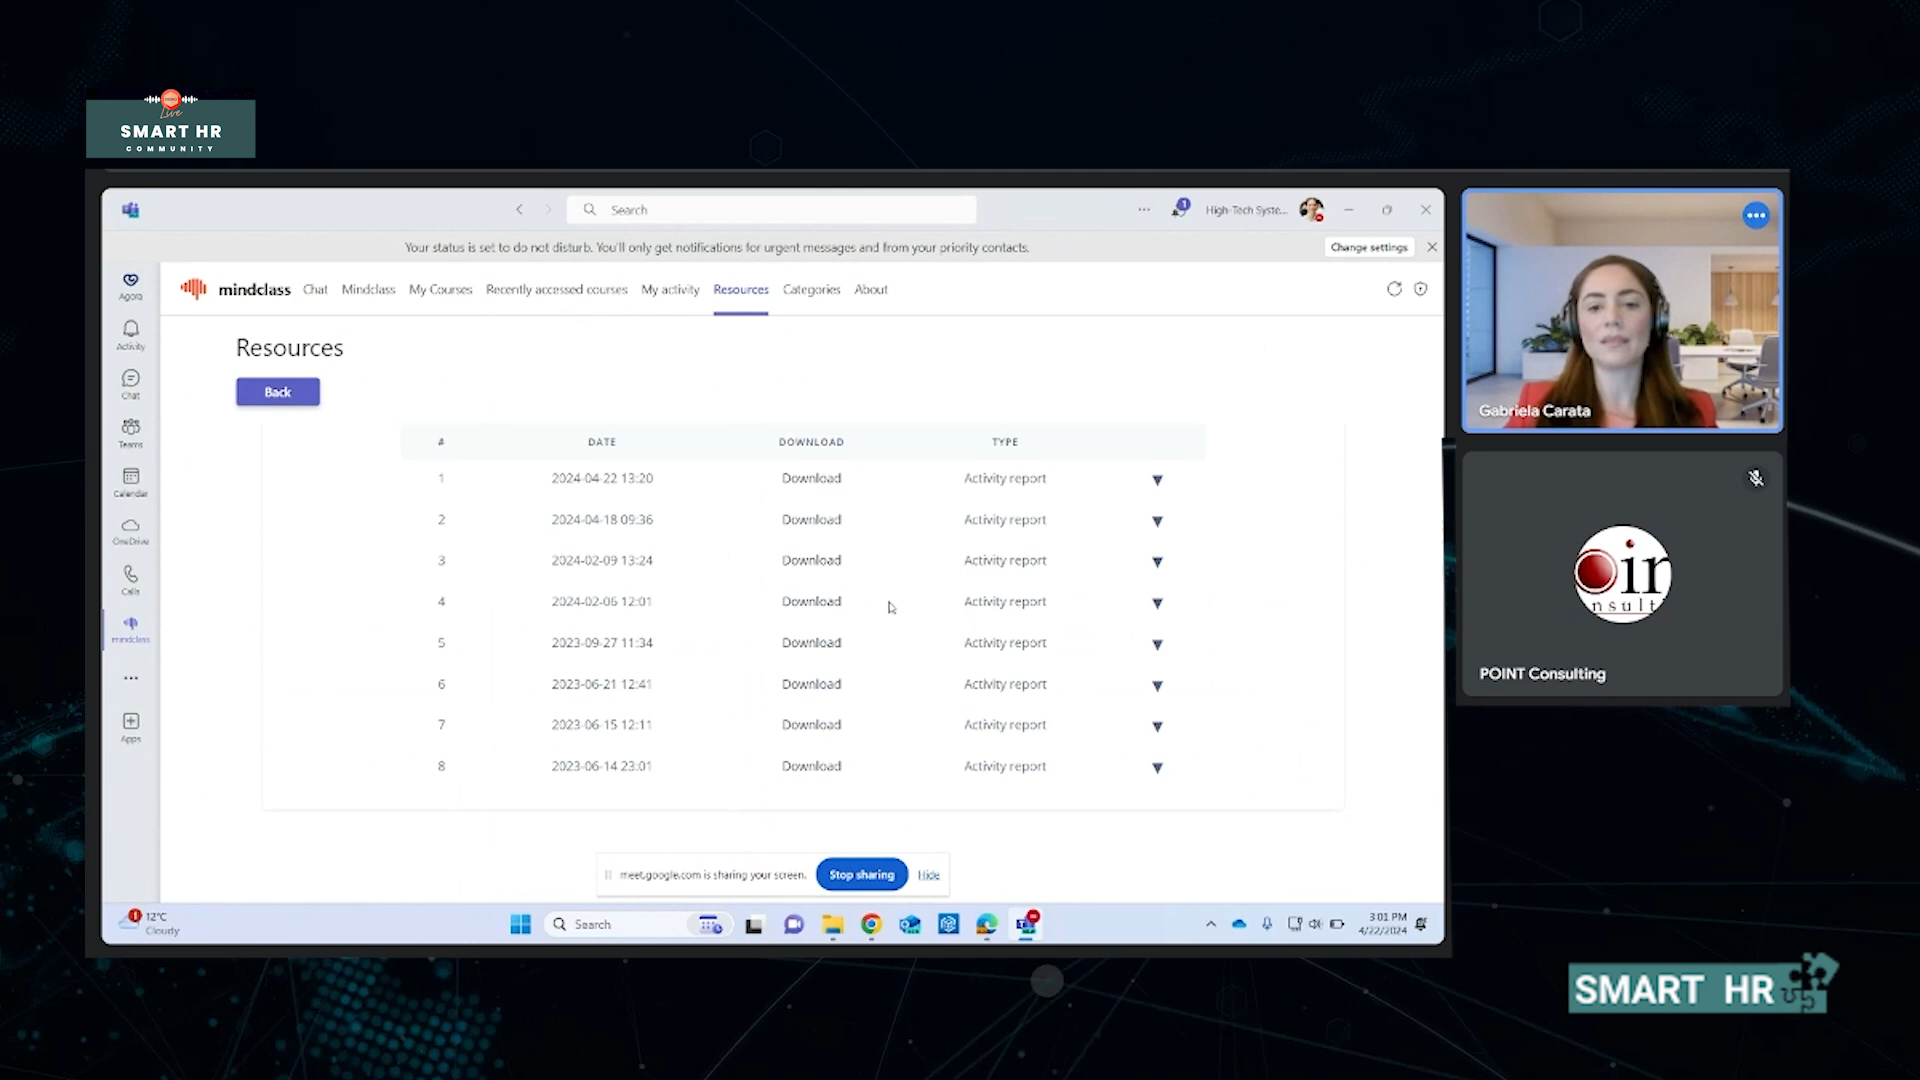 Live
SMART HR
COMMUNITY
Search
1
High-Tech Syste...
Your status is set to do not disturb. You'll only get notifications for urgent messages and from your priority contacts.
Change settings
Agora
Activity
Chat
Teams
Calendar
OneDrive
Calls
mindclass
Apps
mindclass Chat Mindclass My Courses Recently accessed courses My activity Resources Categories About
Resources
Back
# DATE DOWNLOAD TYPE
1 2024-04-22 13:20 Download Activity report
2 2024-04-18 09:36 Download Activity report
3 2024-02-09 13:24 Download Activity report
4 2024-02-06 12:01 Download Activity report
5 2023-09-27 11:34 Download Activity report
6 2023-06-21 12:41 Download Activity report
7 2023-06-15 12:11 Download Activity report
8 2023-06-14 23:01 Download Activity report
meet.google.com is sharing your screen. Stop sharing Hide
1
12°C
Cloudy
Search
3:01 PM
4/22/2024
Gabriela Carata
oin
nsult
POINT Consulting
SMART HR